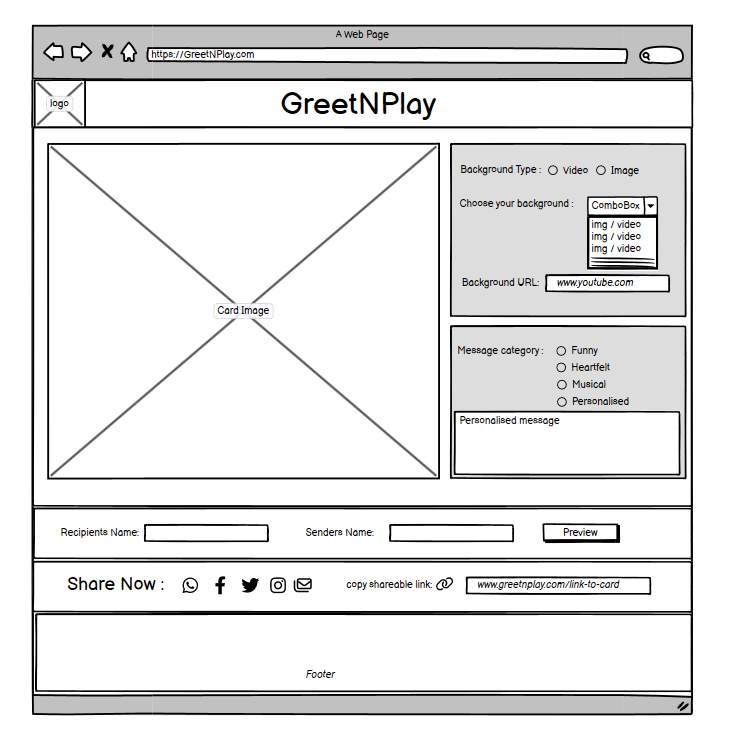 A Web Page
https://GreetNPlay.com
logo
GreetNPlay
Background Type : Video Image
Choose your background : ComboBox
img / video
img / video
img / video
Background URL: www.youtube.com
Card Image
Message category : Funny
Heartfelt
Musical
Personalised
Personalised message
Recipients Name: Senders Name: Preview
Share Now : copy shareable link: www.greetnplay.com/link-to-card
Footer